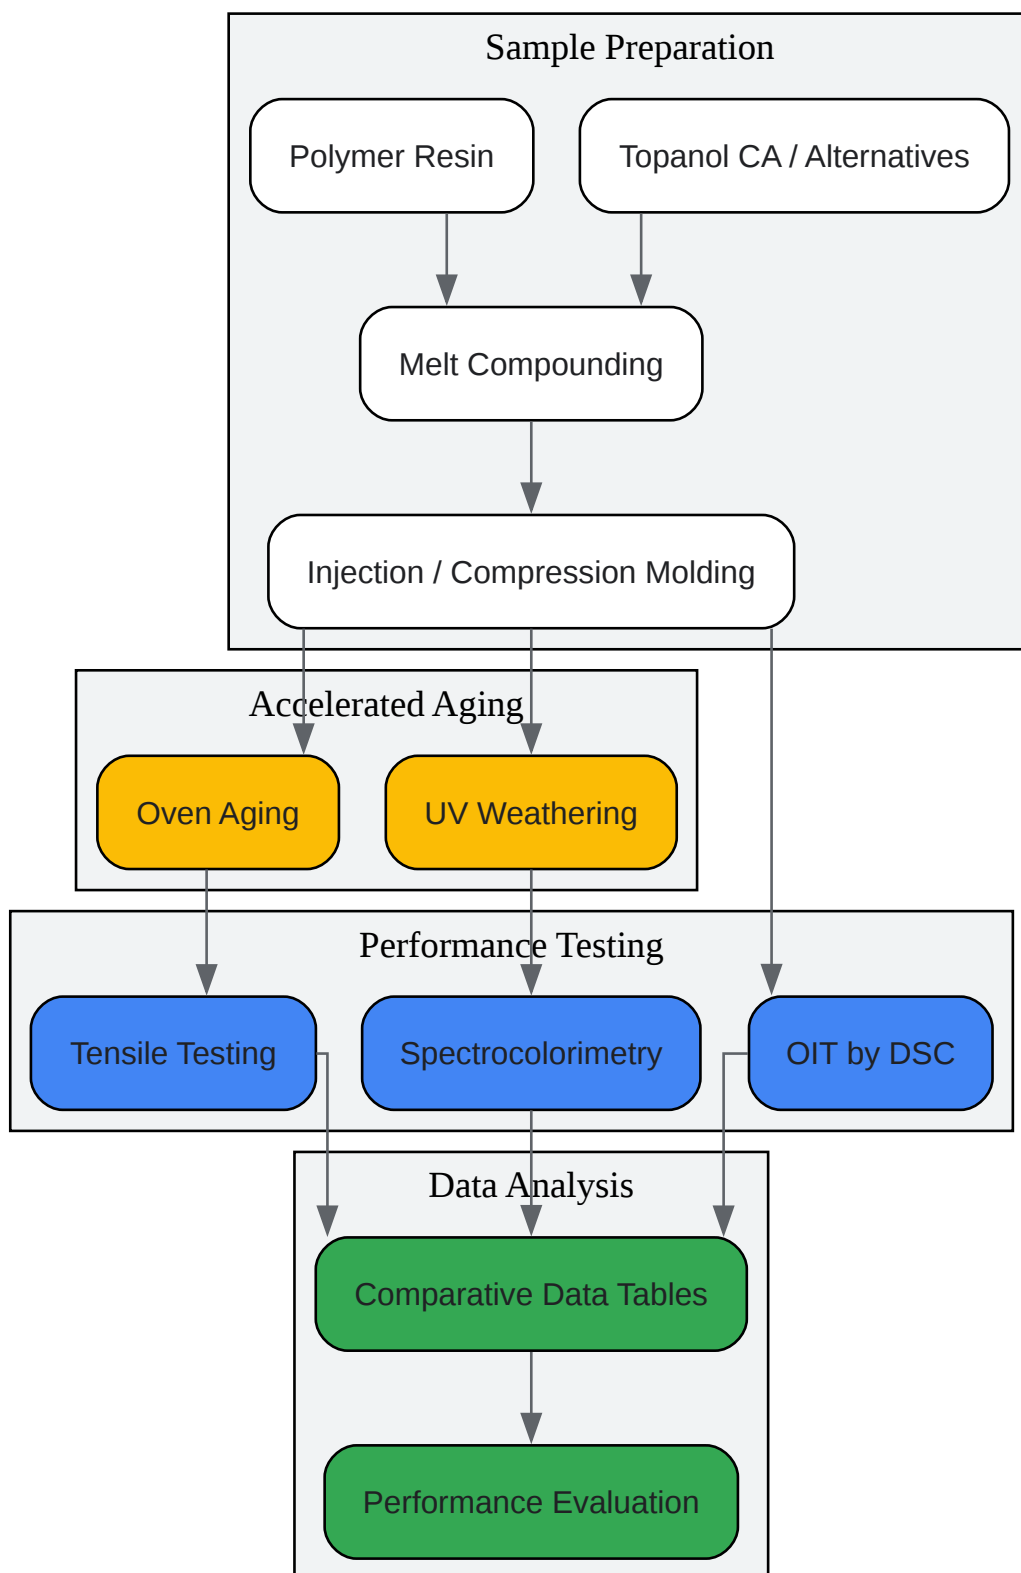 Sample Preparation
Polymer Resin
Topanol CA / Alternatives
Melt Compounding
Injection / Compression Molding
Accelerated Aging
Oven Aging
UV Weathering
Performance Testing
Tensile Testing
Spectrocolorimetry
OIT by DSC
Data Analysis
Comparative Data Tables
Performance Evaluation